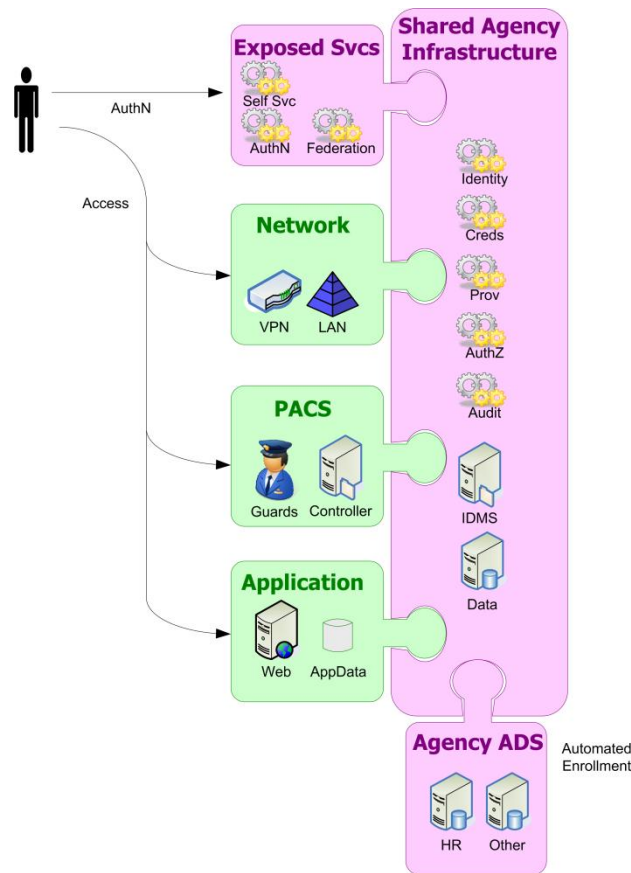 Exposed Svcs
Shared Agency
Infrastructure
AuthN
Self Svc
AuthN
Federation
Identity
Access
Creds
Network
Prov
VPN
LAN
AuthZ
Audit
PACS
Guards
Controller
IDMS
Data
Application
Web
AppData
Agency ADS
Automated
Enrollment
HR
Other